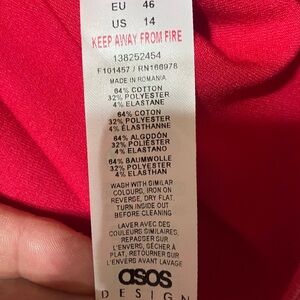 EU 46
US 14
KEEP AWAY FROM FIRE
138252454
F101457 / RN166978
MADE IN ROMANIA
64% COTTON
32% POLYESTER
4% ELASTANE
64% COTON
32% POLYESTER
4% ÉLASTHANNE
64% ALGODÓN
32% POLIÉSTER
4% ELASTANO
64% BAUMWOLLE
32% POLYESTER
4% ELASTHAN
WASH WITH SIMILAR
COLOURS, IRON ON
REVERSE, DRY FLAT,
TURN INSIDE OUT
BEFORE CLEANING
LAVER AVEC DES
COULEURS SIMILAIRES,
REPASSER SUR
L'ENVERS, SÉCHER À
PLAT, RETOURNER SUR
L'ENVERS AVANT LAVAGE
asos
DESIGN